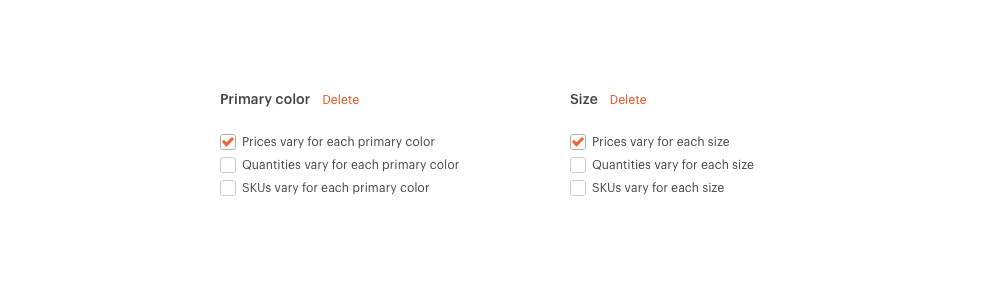 Primary color Delete
Prices vary for each primary color
Quantities vary for each primary color
SKUs vary for each primary color
Size Delete
Prices vary for each size
Quantities vary for each size
SKUs vary for each size